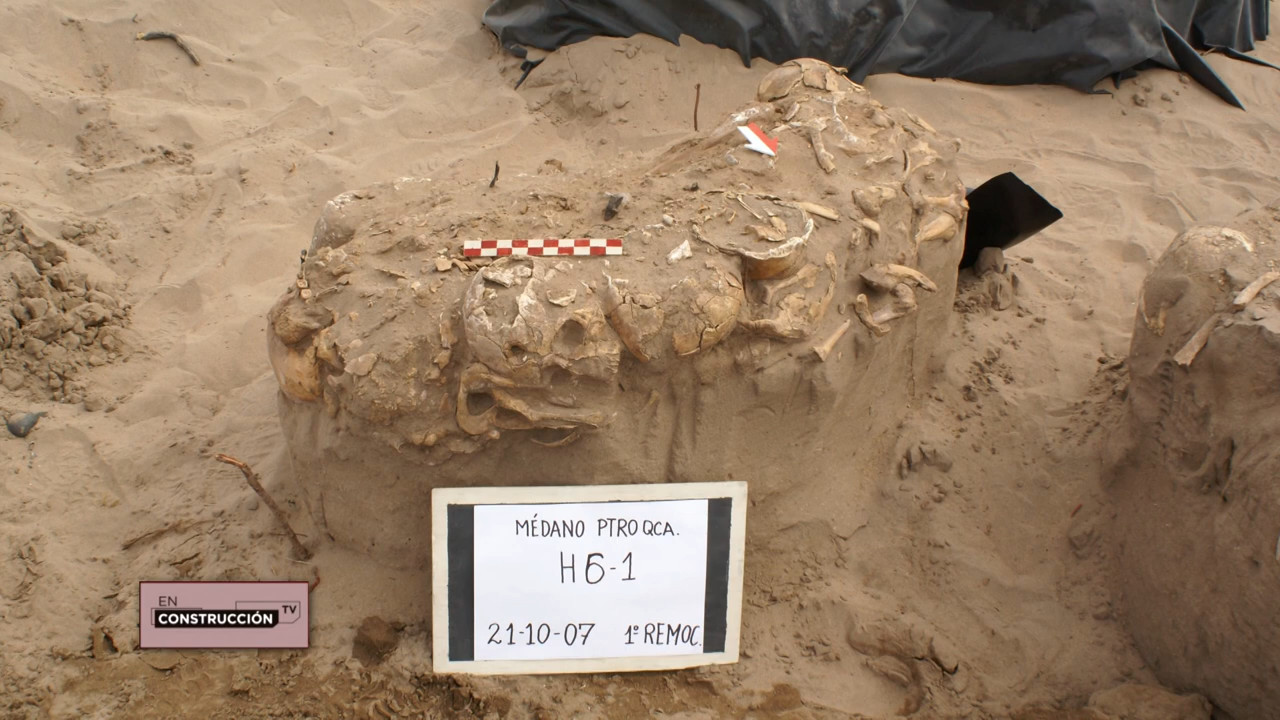 MÉDANO PTRO QCA.
H6-1
21-10-07 1º REMOC.
EN
CONSTRUCCIÓN TV